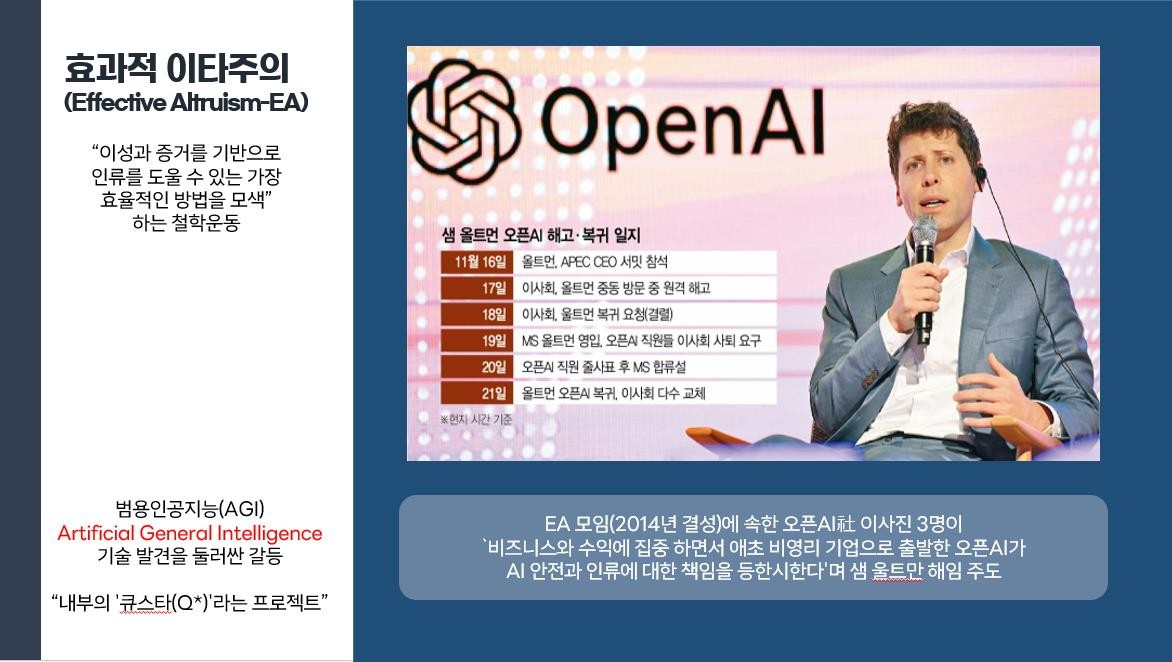 효과적 이타주의
(Effective Altruism-EA)
“이성과 증거를 기반으로
인류를 도울 수 있는 가장
효율적인 방법을 모색”
하는 철학운동
범용인공지능(AGI)
Artificial General Intelligence
기술 발견을 둘러싼 갈등
“내부의 '큐스타(Q*)'라는 프로젝트”
OpenAI
샘 올트먼 오픈AI 해고·복귀 일지
11월 16일 올트먼, APEC CEO 서밋 참석
17일 이사회, 올트먼 중동 방문 중 원격 해고
18일 이사회, 울트먼 복귀 요청(결렬)
19일 MS 올트먼 영입, 오픈AI 직원들 이사회 사퇴 요구
20일 오픈AI 직원 줄사표 후 MS 합류설
21일 올트먼 오픈AI 복귀, 이사회 다수 교체
※현지 시간 기준
EA 모임(2014년 결성)에 속한 오픈AI社 이사진 3명이
`비즈니스와 수익에 집중 하면서 애초 비영리 기업으로 출발한 오픈AI가
AI 안전과 인류에 대한 책임을 등한시한다'며 샘 울트만 해임 주도